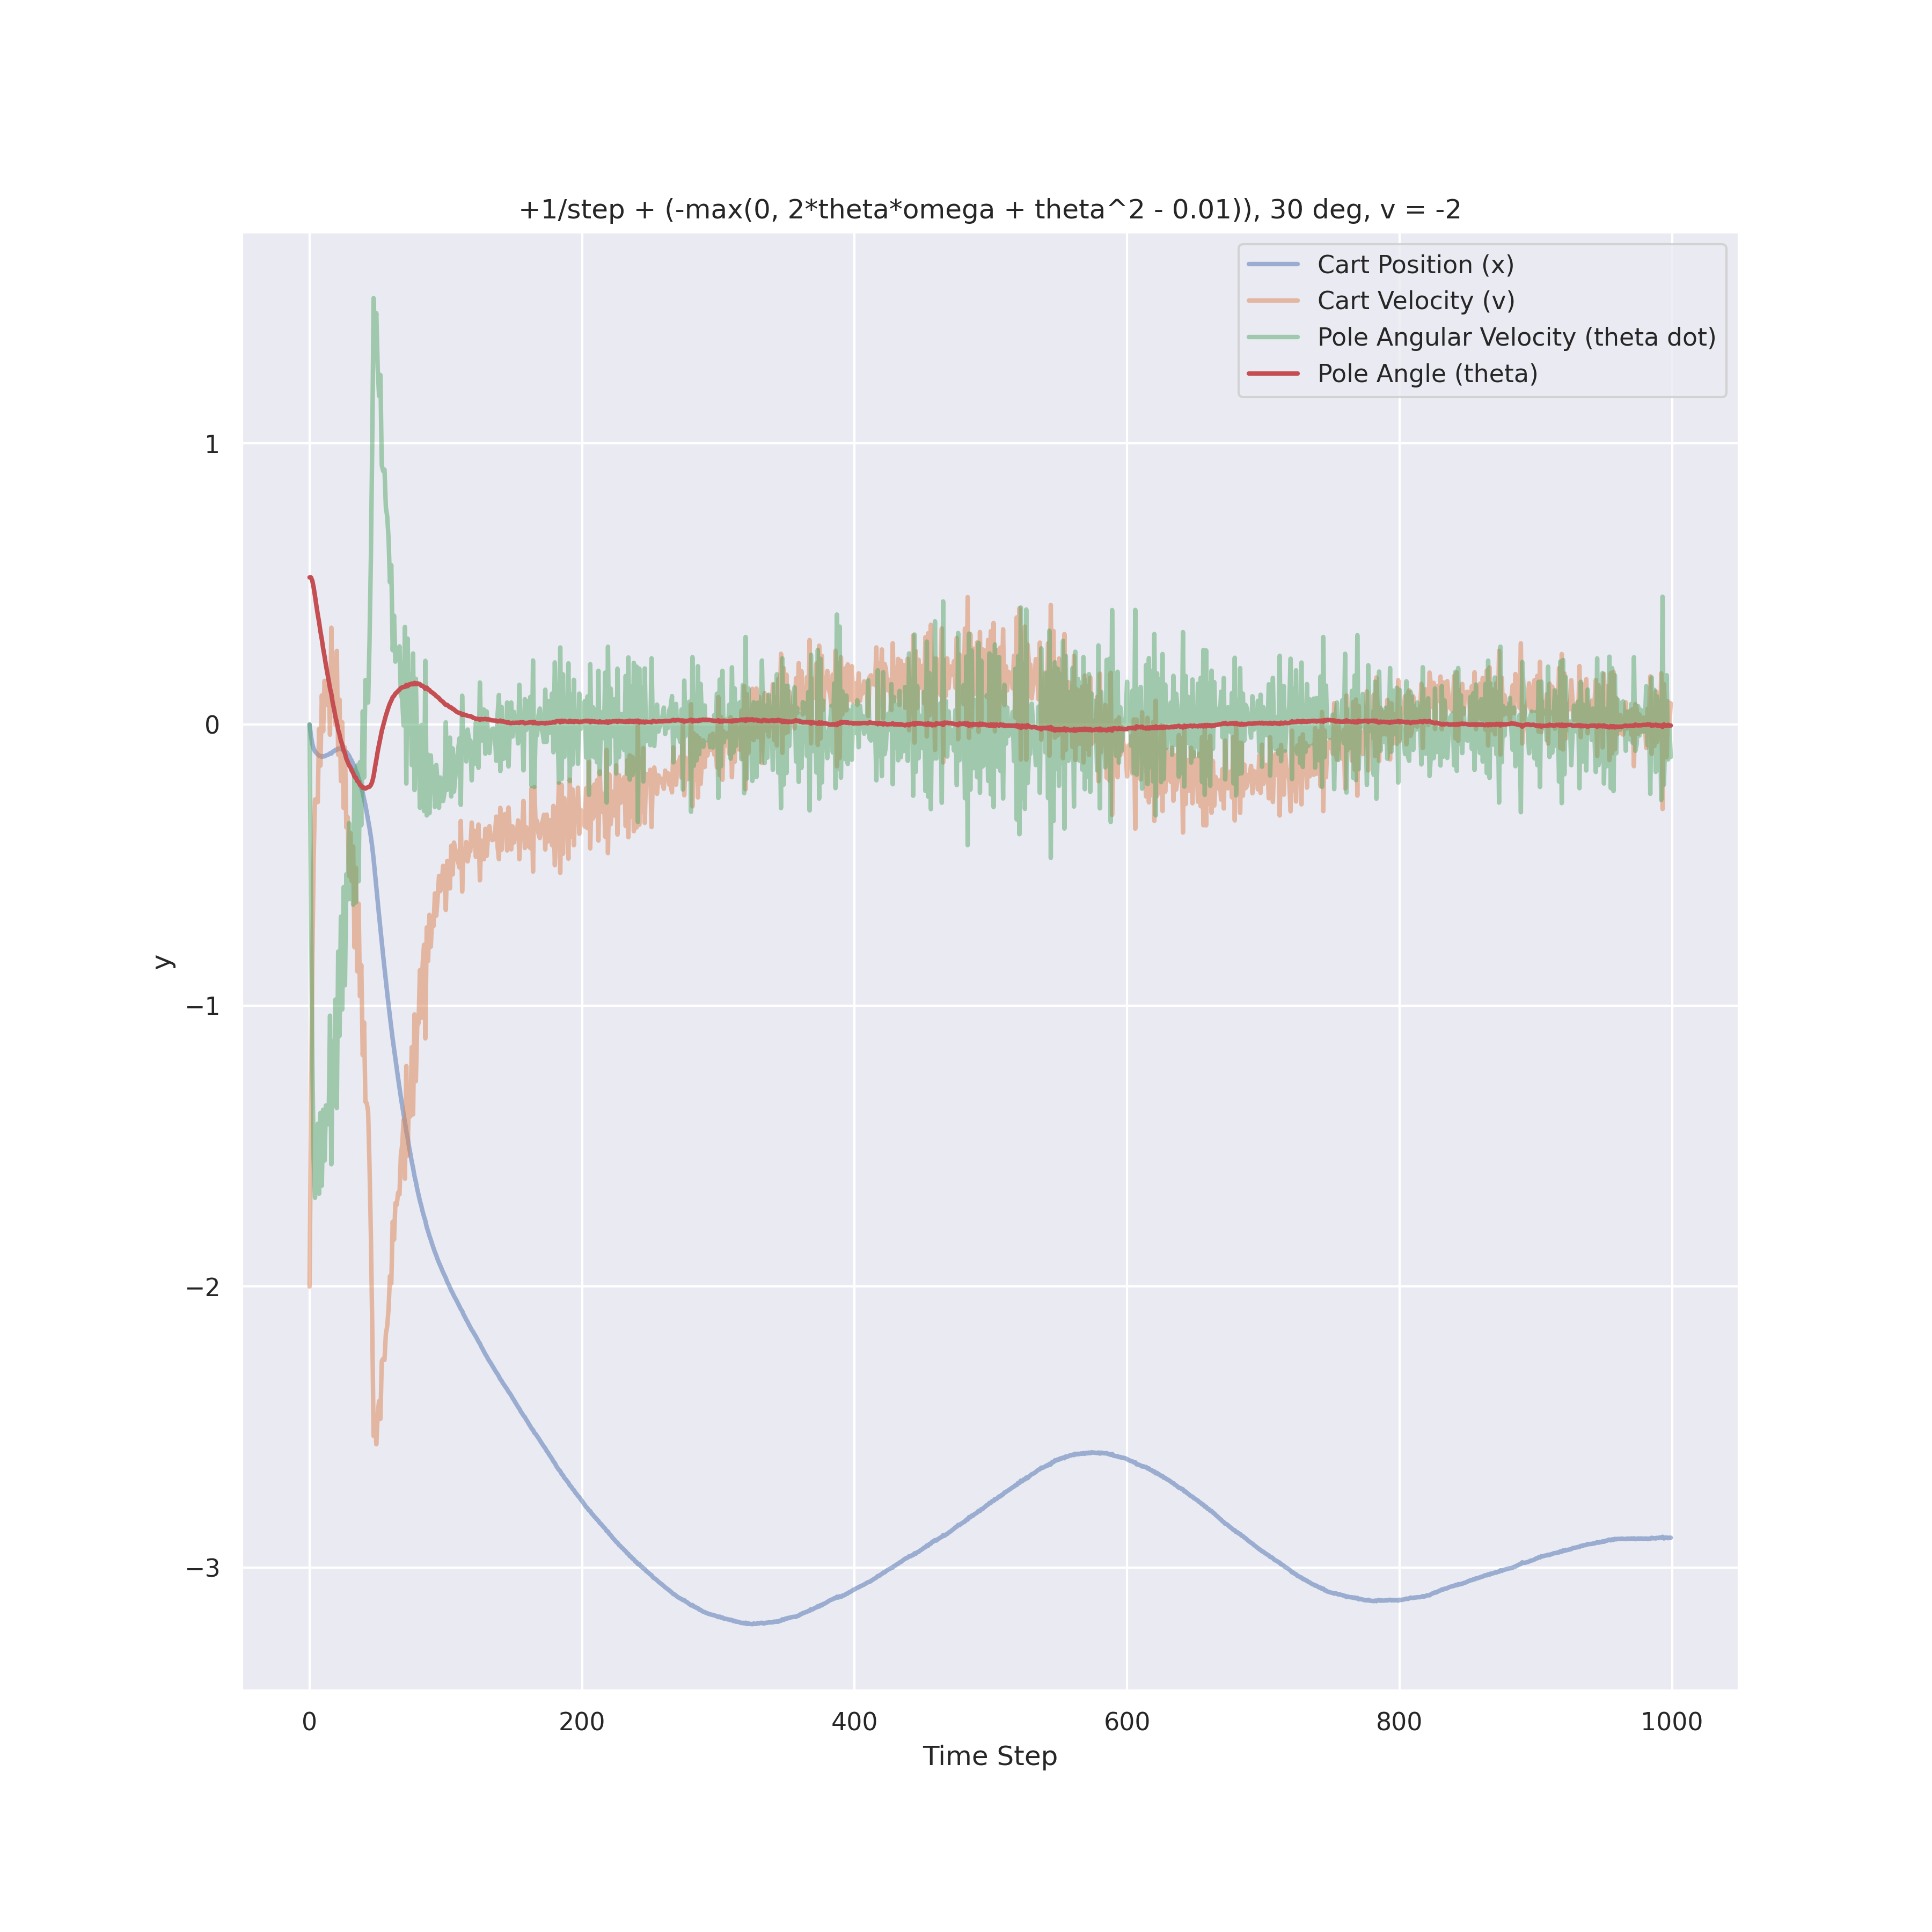 +1/step + (-max(0, 2*theta*omega + theta^2 - 0.01)), 30 deg, v = -2
Cart Position (x)
Cart Velocity (v)
Pole Angular Velocity (theta dot)
Pole Angle (theta)
1
0
−1
−2
−3
y
0 200 400 600 800 1000
Time Step